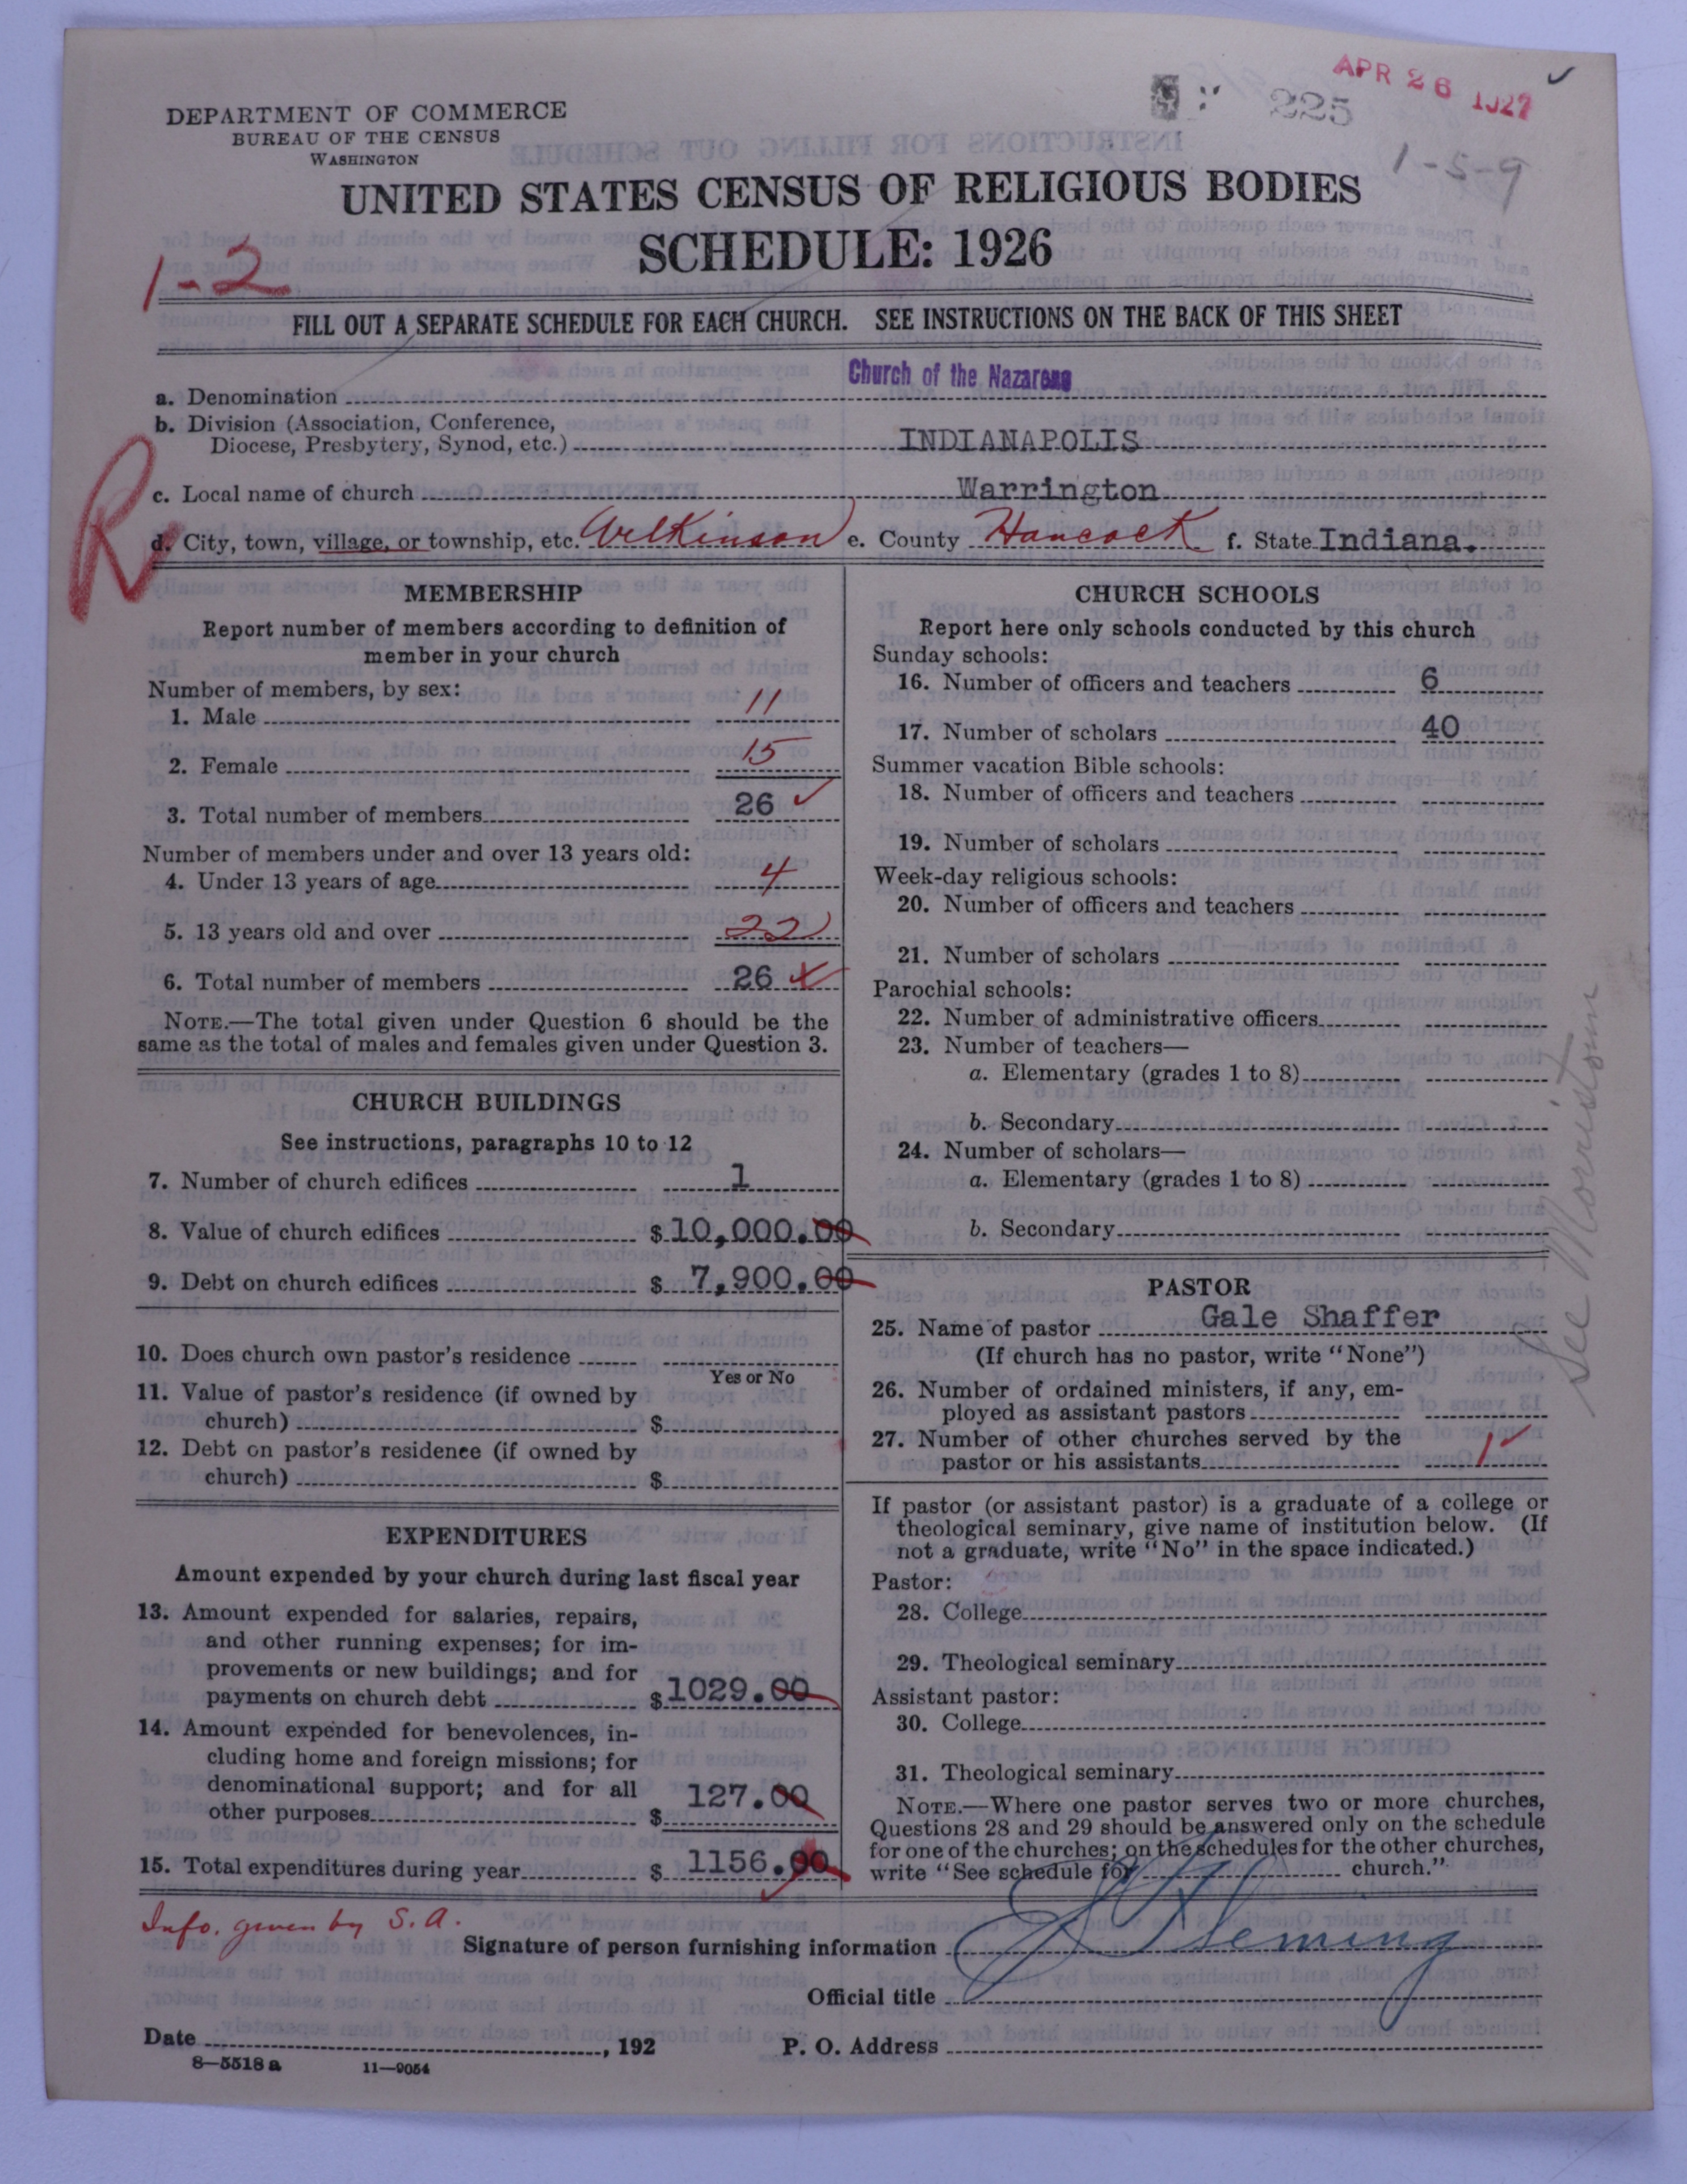 APR 26 1927
225
1-5-9
DEPARTMENT OF COMMERCE
BUREAU OF THE CENSUS
WASHINGTON
UNITED STATES CENSUS OF RELIGIOUS BODIES
SCHEDULE: 1926
1-2
FILL OUT A SEPARATE SCHEDULE FOR EACH CHURCH. SEE INSTRUCTIONS ON THE BACK OF THIS SHEET
a. Denomination Church of the Nazarene
b. Division (Association, Conference,
Diocese, Presbytery, Synod, etc.) INDIANAPOLIS
c. Local name of church Warrington
R
d. City, town, village, or township, etc. Wilkinson e. County Hancock f. State Indiana.
MEMBERSHIP
Report number of members according to definition of
member in your church
Number of members, by sex:
1. Male 11
2. Female 15
3. Total number of members 26
Number of members under and over 13 years old:
4. Under 13 years of age 4
5. 13 years old and over 22
6. Total number of members 26
NOTE.—The total given under Question 6 should be the
same as the total of males and females given under Question 3.
CHURCH BUILDINGS
See instructions, paragraphs 10 to 12
7. Number of church edifices 1
8. Value of church edifices $ 10,000.00
9. Debt on church edifices $ 7,900.00
10. Does church own pastor's residence
Yes or No
11. Value of pastor's residence (if owned by
church) $
12. Debt on pastor's residence (if owned by
church) $
EXPENDITURES
Amount expended by your church during last fiscal year
13. Amount expended for salaries, repairs,
and other running expenses; for im-
provements or new buildings; and for
payments on church debt $ 1029.00
14. Amount expended for benevolences, in-
cluding home and foreign missions; for
denominational support; and for all
other purposes $ 127.00
15. Total expenditures during year $ 1156.00
CHURCH SCHOOLS
Report here only schools conducted by this church
Sunday schools:
16. Number of officers and teachers 6
17. Number of scholars 40
Summer vacation Bible schools:
18. Number of officers and teachers
19. Number of scholars
Week-day religious schools:
20. Number of officers and teachers
21. Number of scholars
Parochial schools:
22. Number of administrative officers
23. Number of teachers—
a. Elementary (grades 1 to 8)
b. Secondary
24. Number of scholars—
a. Elementary (grades 1 to 8)
b. Secondary
PASTOR
25. Name of pastor Gale Shaffer
(If church has no pastor, write "None")
26. Number of ordained ministers, if any, em-
ployed as assistant pastors
27. Number of other churches served by the
pastor or his assistants 1
If pastor (or assistant pastor) is a graduate of a college or
theological seminary, give name of institution below. (If
not a graduate, write "No" in the space indicated.)
Pastor:
28. College
29. Theological seminary
Assistant pastor:
30. College
31. Theological seminary
NOTE.—Where one pastor serves two or more churches,
Questions 28 and 29 should be answered only on the schedule
for one of the churches; on the schedules for the other churches,
write "See schedule for church."
See Morristown
Info. given by S.A.
Signature of person furnishing information Fleming
Official title
Date , 192
P. O. Address
8—5518 a 11—9054